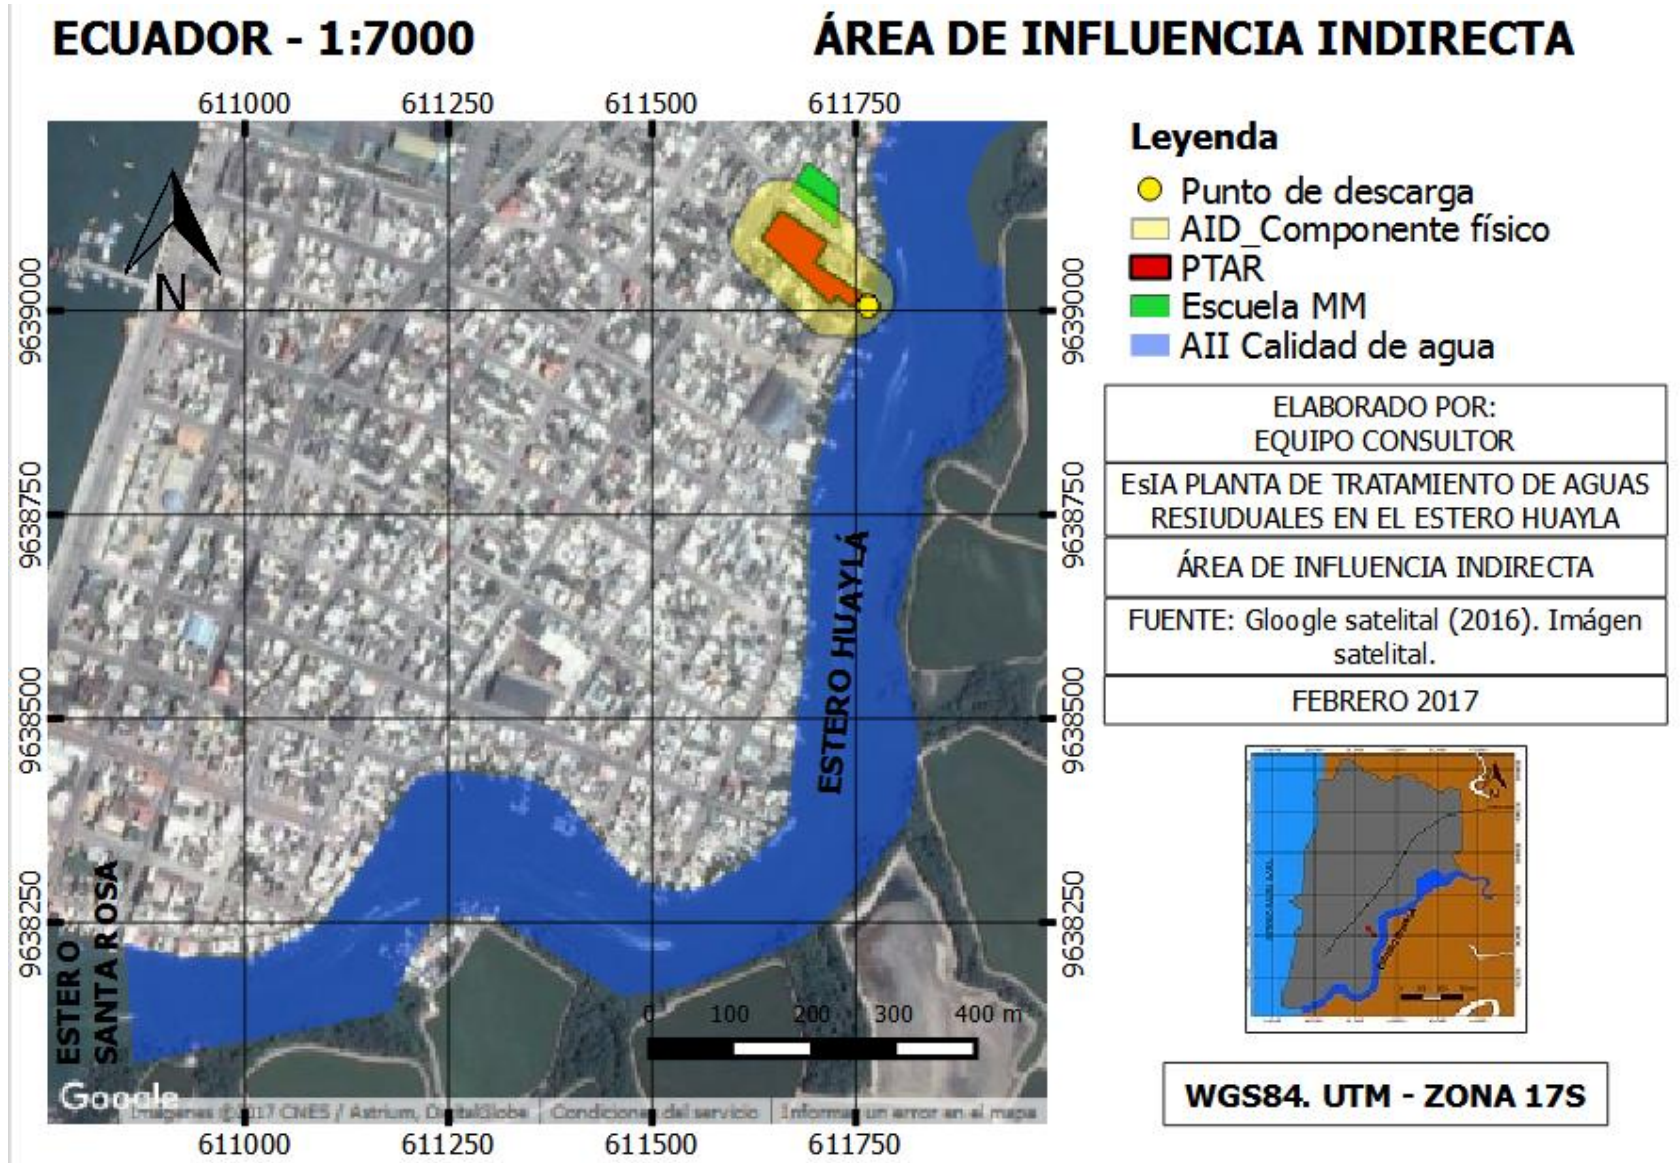 ECUADOR - 1:7000
ÁREA DE INFLUENCIA INDIRECTA
611000 611250 611500 611750
9639000
9638750
9638500
9638250
N
ESTERO HUAYLÁ
ESTERO
SANTA ROSA
0 100 200 300 400 m
Google
Imágenes ©2017 CNES / Astrium, DigitalGlobe
Condiciones del servicio
Informar un error en el mapa
611000 611250 611500 611750
9639000
9638750
9638500
9638250
Leyenda
Punto de descarga
AID_Componente físico
PTAR
Escuela MM
AII Calidad de agua
ELABORADO POR:
EQUIPO CONSULTOR
EsIA PLANTA DE TRATAMIENTO DE AGUAS
RESIUDUALES EN EL ESTERO HUAYLA
ÁREA DE INFLUENCIA INDIRECTA
FUENTE: Gloogle satelital (2016). Imágen
satelital.
FEBRERO 2017
WGS84. UTM - ZONA 17S